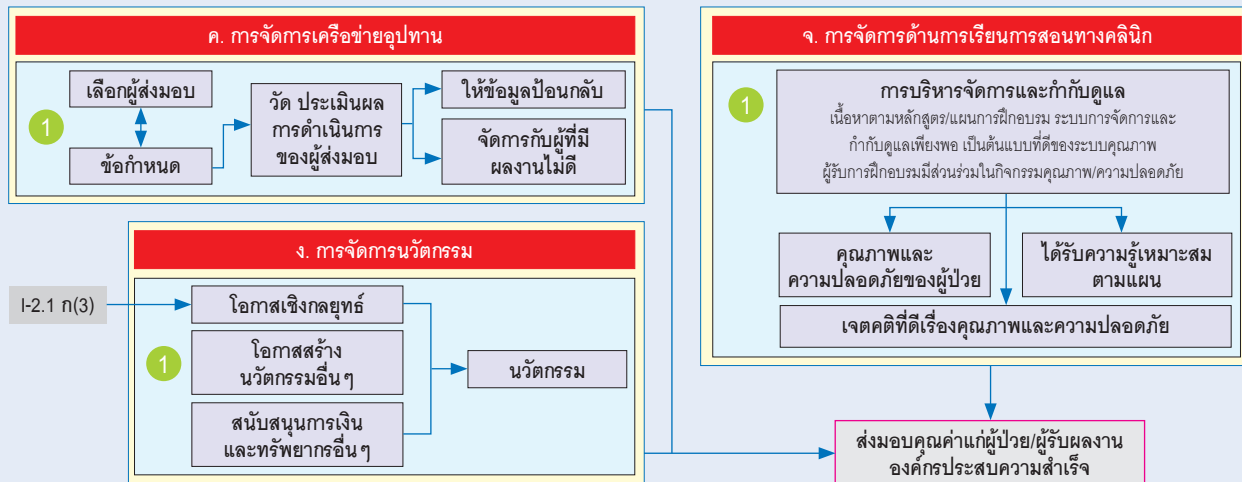 ค. การจัดการเครือข่ายอุปทาน
1
เลือกผู้ส่งมอบ
ข้อกำหนด
วัด ประเมินผล
การดำเนินการ
ของผู้ส่งมอบ
ให้ข้อมูลป้อนกลับ
จัดการกับผู้ที่มี
ผลงานไม่ดี
ง. การจัดการนวัตกรรม
I-2.1 ก(3)
1
โอกาสเชิงกลยุทธ์
โอกาสสร้าง
นวัตกรรมอื่นๆ
สนับสนุนการเงิน
และทรัพยากรอื่นๆ
นวัตกรรม
จ. การจัดการด้านการเรียนการสอนทางคลินิก
1
การบริหารจัดการและกำกับดูแล
เนื้อหาตามหลักสูตร/แผนการฝึกอบรม ระบบการจัดการและ
กำกับดูแลเพียงพอ เป็นต้นแบบที่ดีของระบบคุณภาพ
ผู้รับการฝึกอบรมมีส่วนร่วมในกิจกรรมคุณภาพ/ความปลอดภัย
คุณภาพและ
ความปลอดภัยของผู้ป่วย
ได้รับความรู้เหมาะสม
ตามแผน
เจตคติที่ดีเรื่องคุณภาพและความปลอดภัย
ส่งมอบคุณค่าแก่ผู้ป่วย/ผู้รับผลงาน
องค์กรประสบความสำเร็จ